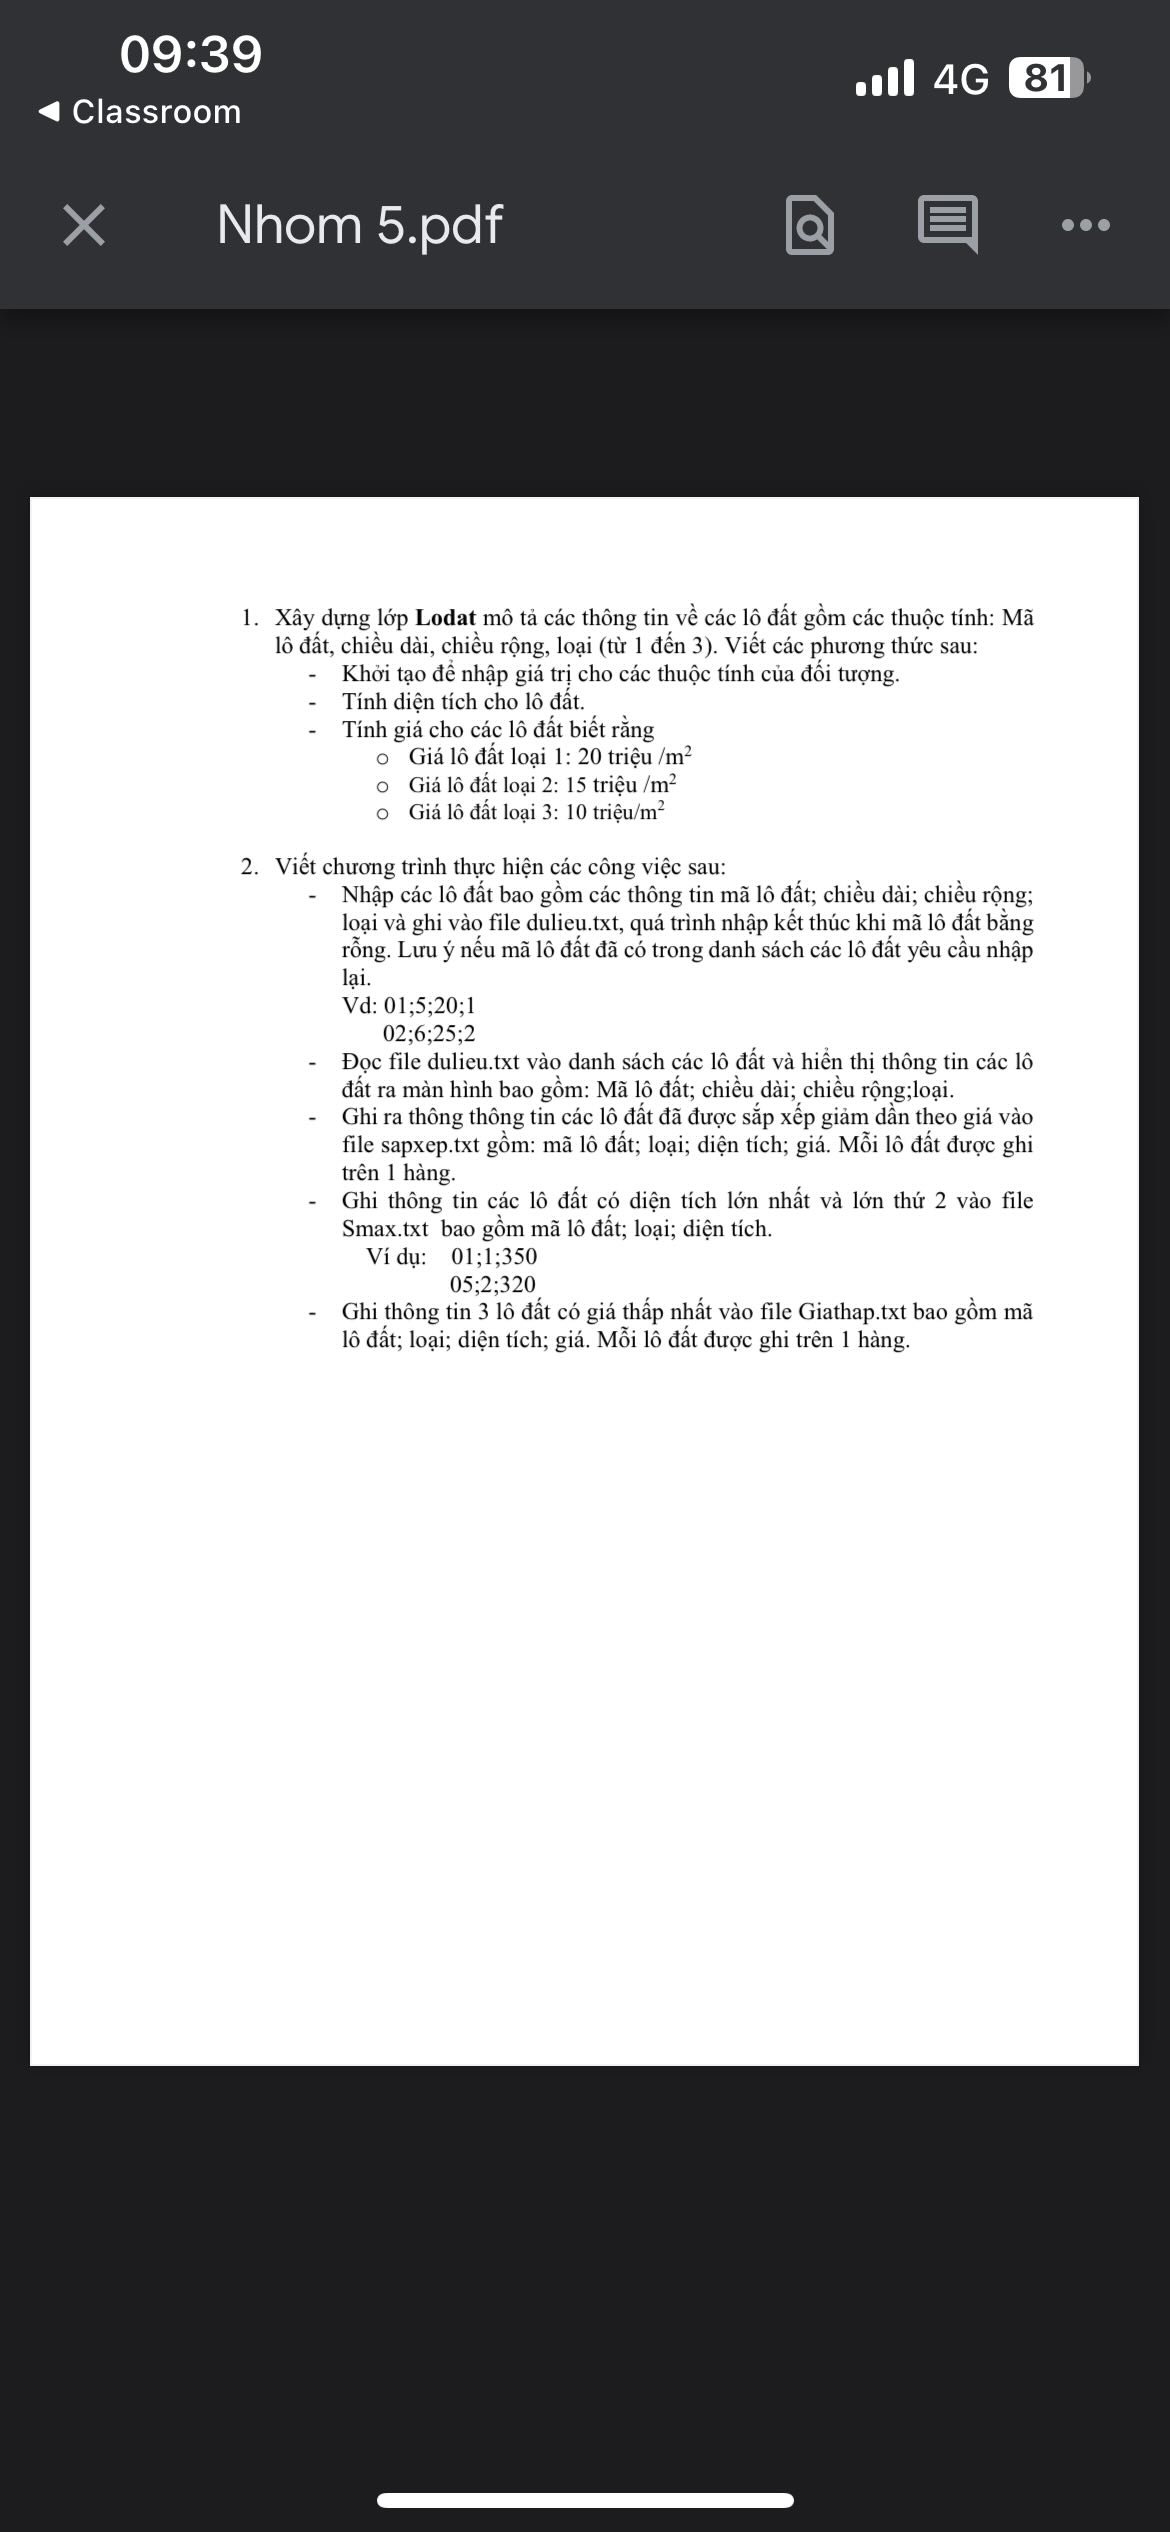 09:39
4G 81
◀ Classroom
Nhom 5.pdf
1. Xây dựng lớp Lodat mô tả các thông tin về các lô đất gồm các thuộc tính: Mã
lô đất, chiều dài, chiều rộng, loại (từ 1 đến 3). Viết các phương thức sau:
- Khởi tạo để nhập giá trị cho các thuộc tính của đối tượng.
- Tính diện tích cho lô đất.
- Tính giá cho các lô đất biết rằng
o Giá lô đất loại 1: 20 triệu /m²
o Giá lô đất loại 2: 15 triệu /m²
o Giá lô đất loại 3: 10 triệu/m²
2. Viết chương trình thực hiện các công việc sau:
- Nhập các lô đất bao gồm các thông tin mã lô đất; chiều dài; chiều rộng;
loại và ghi vào file dulieu.txt, quá trình nhập kết thúc khi mã lô đất bằng
rỗng. Lưu ý nếu mã lô đất đã có trong danh sách các lô đất yêu cầu nhập
lại.
Vd: 01;5;20;1
02;6;25;2
- Đọc file dulieu.txt vào danh sách các lô đất và hiển thị thông tin các lô
đất ra màn hình bao gồm: Mã lô đất; chiều dài; chiều rộng;loại.
- Ghi ra thông thông tin các lô đất đã được sắp xếp giảm dần theo giá vào
file sapxep.txt gồm: mã lô đất; loại; diện tích; giá. Mỗi lô đất được ghi
trên 1 hàng.
- Ghi thông tin các lô đất có diện tích lớn nhất và lớn thứ 2 vào file
Smax.txt bao gồm mã lô đất; loại; diện tích.
Ví dụ: 01;1;350
05;2;320
- Ghi thông tin 3 lô đất có giá thấp nhất vào file Giathap.txt bao gồm mã
lô đất; loại; diện tích; giá. Mỗi lô đất được ghi trên 1 hàng.